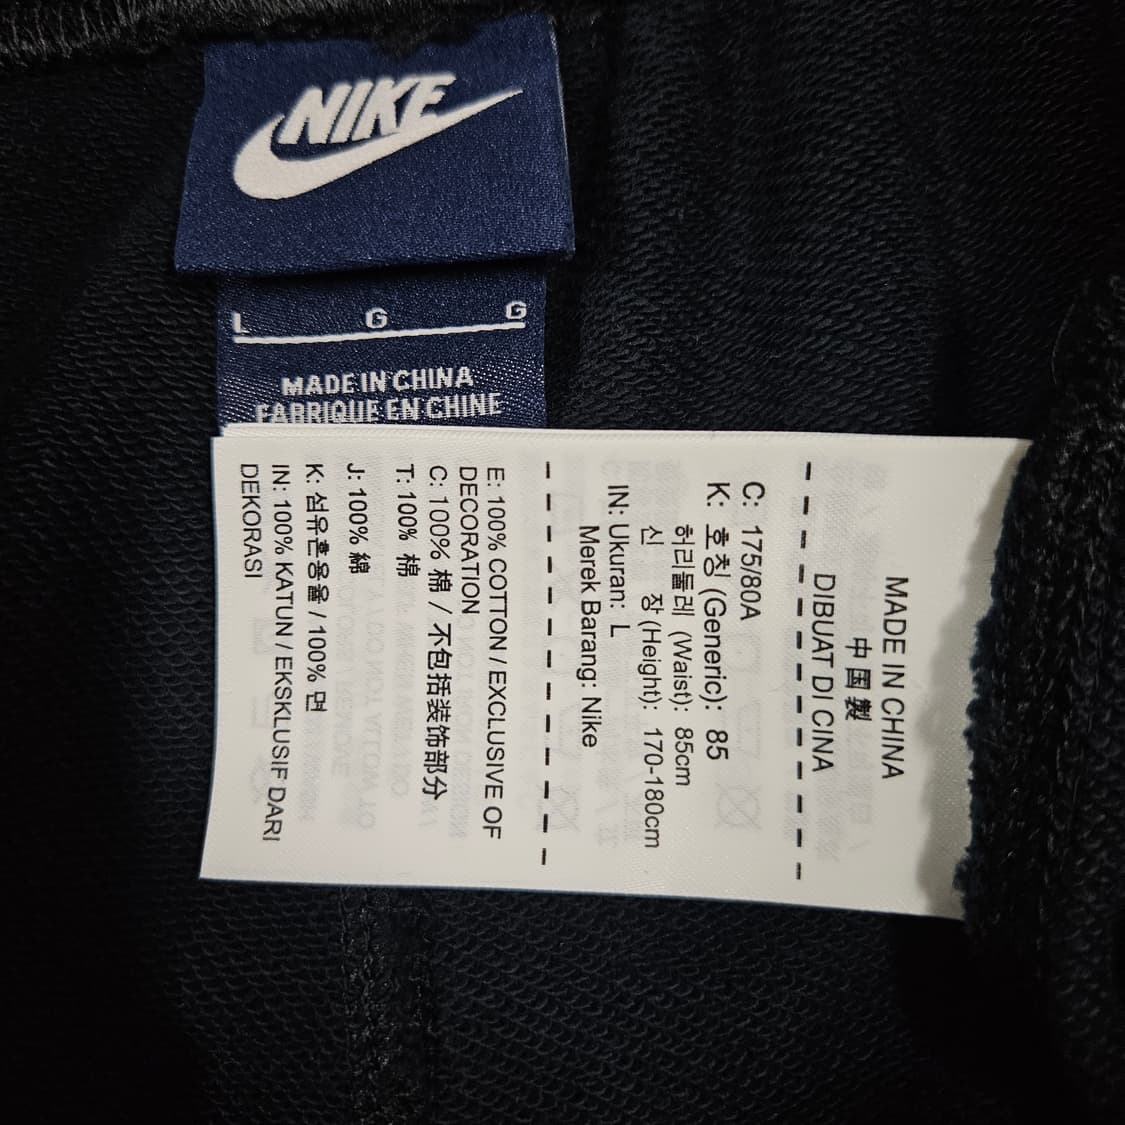 NIKE
L G G
MADE IN CHINA
FABRIQUE EN CHINE
MADE IN CHINA
中国製
DIBUAT DI CINA
C: 175/80A
K: 호칭 (Generic): 85
허리둘레 (Waist): 85cm
신 장 (Height): 170-180cm
IN: Ukuran: L
Merek Barang: Nike
E: 100% COTTON / EXCLUSIVE OF
DECORATION
C: 100% 棉 / 不包括装饰部分
T: 100% 棉
J: 100% 綿
K: 섬유혼용율 / 100% 면
IN: 100% KATUN / EKSKLUSIF DARI
DEKORASI